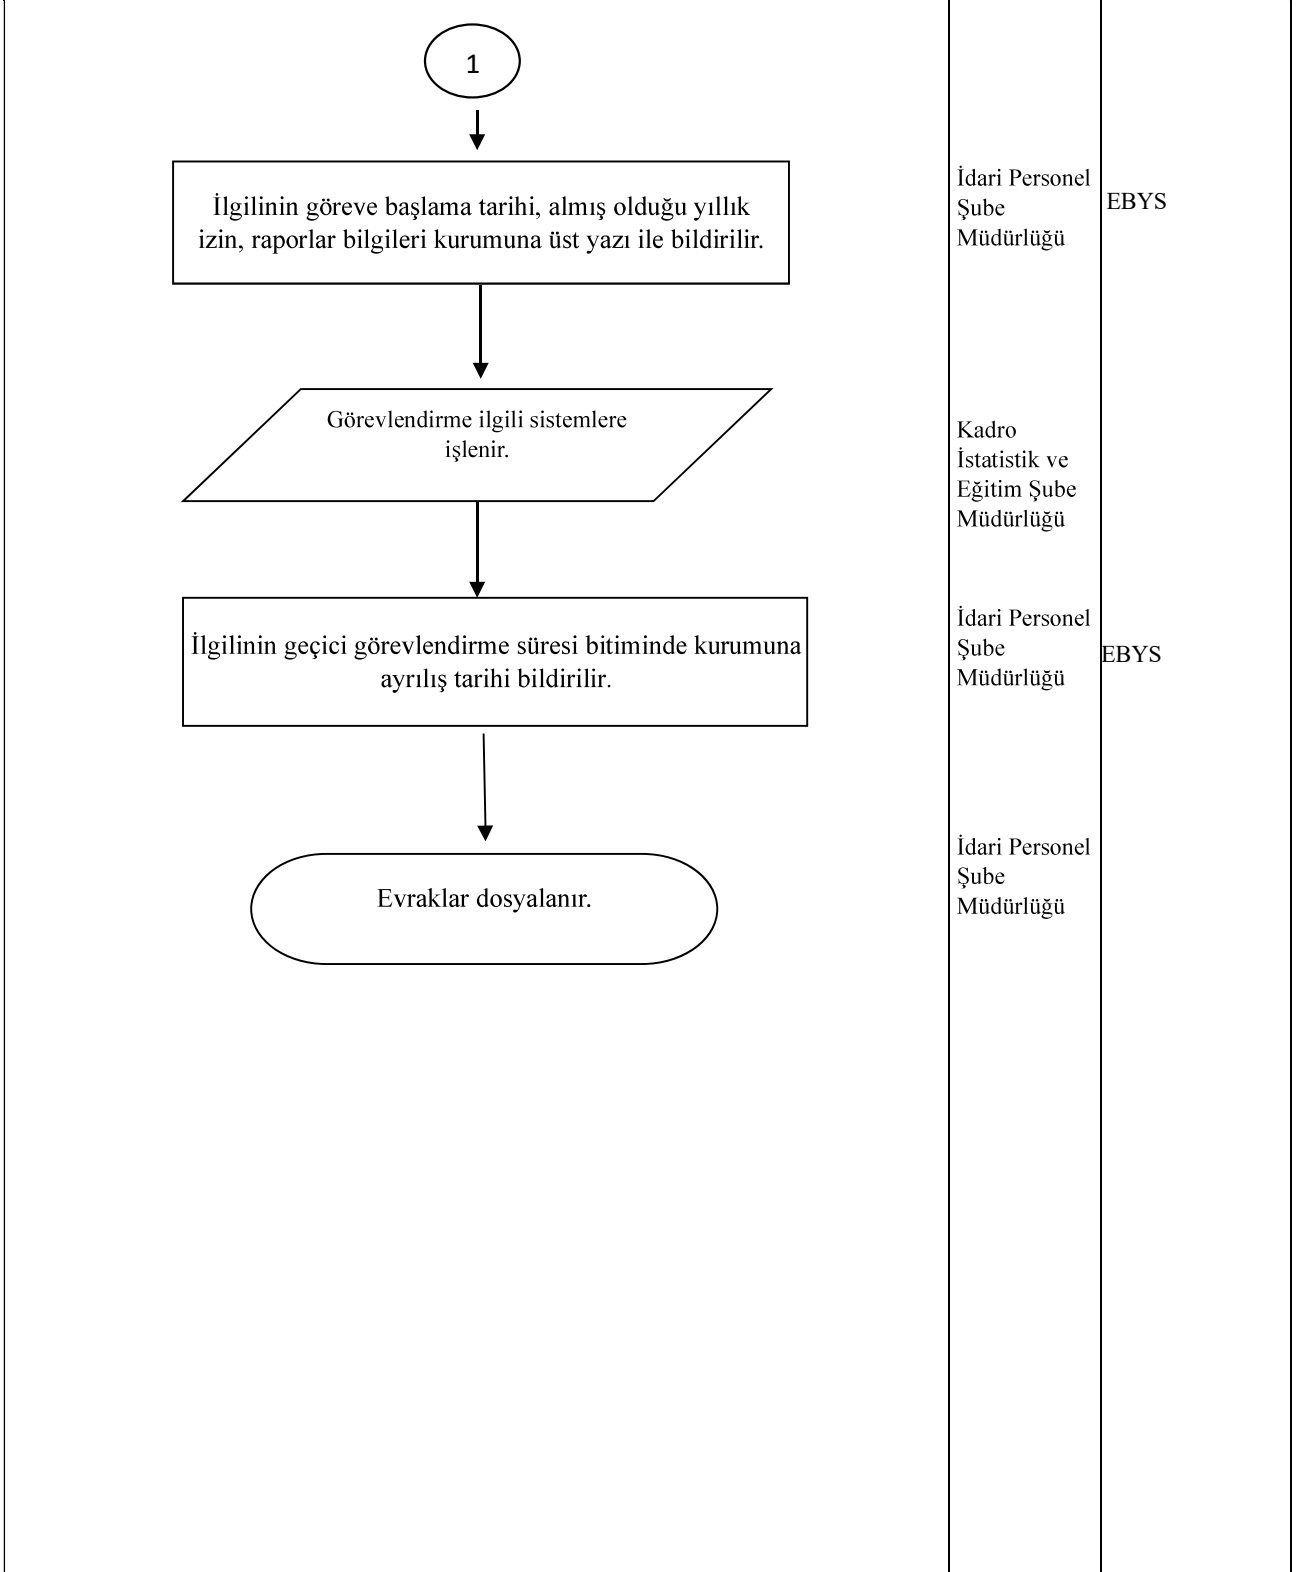 1
İlgilinin göreve başlama tarihi, almış olduğu yıllık
izin, raporlar bilgileri kurumuna üst yazı ile bildirilir.
İdari Personel
Şube
Müdürlüğü
EBYS
Görevlendirme ilgili sistemlere
işlenir.
Kadro
İstatistik ve
Eğitim Şube
Müdürlüğü
İlgilinin geçici görevlendirme süresi bitiminde kurumuna
ayrılış tarihi bildirilir.
İdari Personel
Şube
Müdürlüğü
EBYS
Evraklar dosyalanır.
İdari Personel
Şube
Müdürlüğü